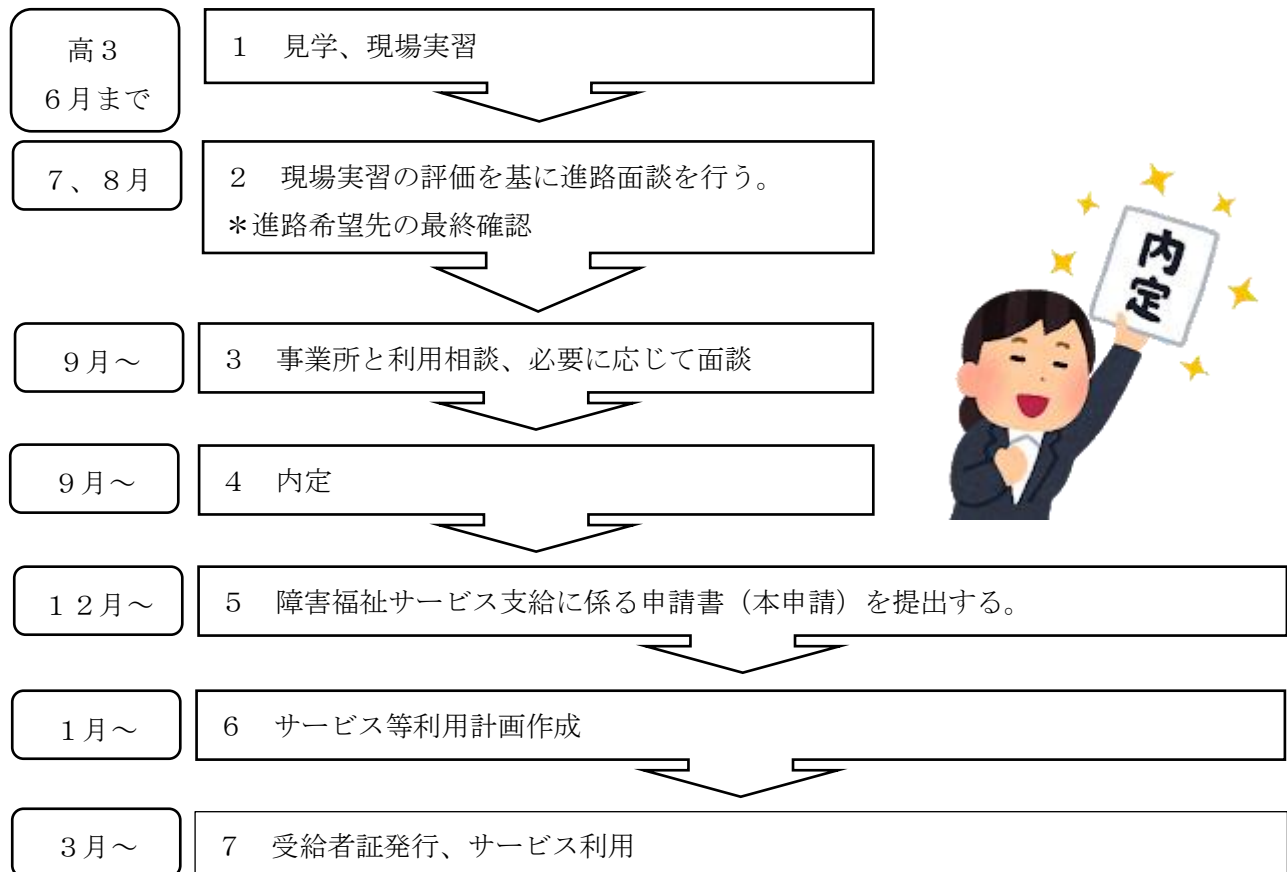 高３
６月まで
１　見学、現場実習
７、８月
２　現場実習の評価を基に進路面談を行う。
＊進路希望先の最終確認
９月～
３　事業所と利用相談、必要に応じて面談
９月～
４　内定
内定
１２月～
５　障害福祉サービス支給に係る申請書（本申請）を提出する。
１月～
６　サービス等利用計画作成
３月～
７　受給者証発行、サービス利用